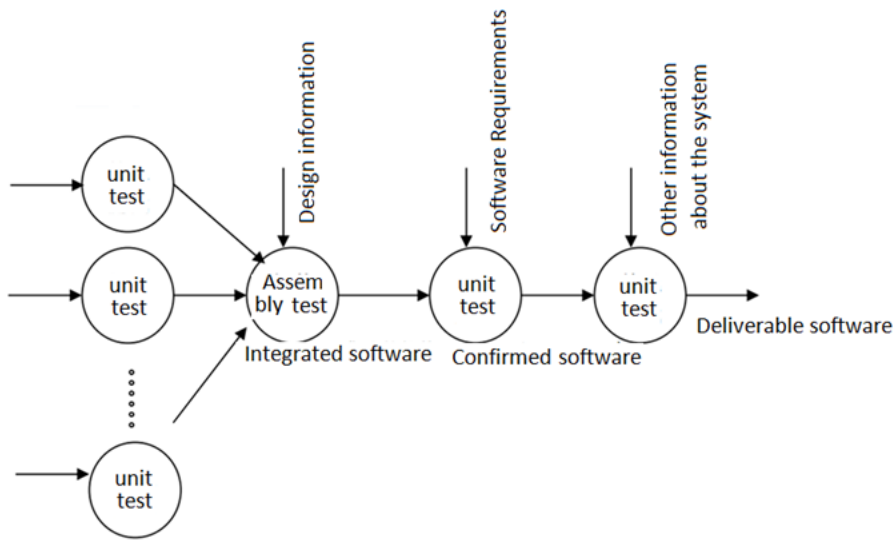 Design information
Software Requirements
Other information
about the system
unit
test
unit
test
Assem
bly test
unit
test
unit
test
Deliverable software
Integrated software
Confirmed software
unit
test